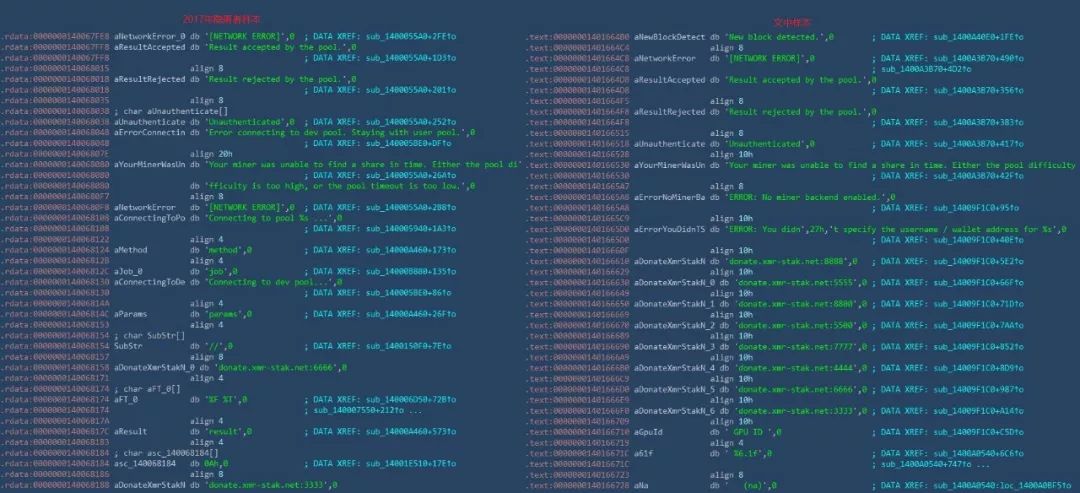 2017年隐匿者样本
.rdata:0000000140067FE8 aNetworkError_0 db '[NETWORK ERROR]',0 ; DATA XREF: sub_1400055A0+2FE↑o
.rdata:0000000140067FF8 aResultAccepted db 'Result accepted by the pool.',0
.rdata:0000000140067FF8 ; DATA XREF: sub_1400055A0+1D3↑o
.rdata:0000000140068015 align 8
.rdata:0000000140068018 aResultRejected db 'Result rejected by the pool.',0
.rdata:0000000140068018 ; DATA XREF: sub_1400055A0+201↑o
.rdata:0000000140068035 align 8
.rdata:0000000140068038 ; char aUnauthenticate[]
.rdata:0000000140068038 aUnauthenticate db 'Unauthenticated',0 ; DATA XREF: sub_1400055A0+252↑o
.rdata:0000000140068048 aErrorConnectin db 'Error connecting to dev pool. Staying with user pool.',0
.rdata:0000000140068048 ; DATA XREF: sub_140005BE0+DF↑o
.rdata:000000014006807E align 20h
.rdata:0000000140068080 aYourMinerWasUn db 'Your miner was unable to find a share in time. Either the pool di'
.rdata:0000000140068080 ; DATA XREF: sub_1400055A0+26A↑o
.rdata:0000000140068080 db 'fficulty is too high, or the pool timeout is too low.',0
.rdata:00000001400680F7 align 8
.rdata:00000001400680F8 aNetworkError db '[NETWORK ERROR]',0 ; DATA XREF: sub_1400055A0+2B8↑o
.rdata:0000000140068108 aConnectingToPo db 'Connecting to pool %s ...',0
.rdata:0000000140068108 ; DATA XREF: sub_140005940+1A3↑o
.rdata:0000000140068122 align 4
.rdata:0000000140068124 aMethod db 'method',0 ; DATA XREF: sub_14000A460+173↑o
.rdata:000000014006812B align 4
.rdata:000000014006812C aJob_0 db 'job',0 ; DATA XREF: sub_14000B880+135↑o
.rdata:0000000140068130 aConnectingToDe db 'Connecting to dev pool...',0
.rdata:0000000140068130 ; DATA XREF: sub_140005BE0+86↑o
.rdata:000000014006814A align 4
.rdata:000000014006814C aParams db 'params',0 ; DATA XREF: sub_14000A460+26F↑o
.rdata:0000000140068153 align 4
.rdata:0000000140068154 ; char SubStr[]
.rdata:0000000140068154 SubStr db '//',0 ; DATA XREF: sub_1400150F0+7E↑o
.rdata:0000000140068157 align 8
.rdata:0000000140068158 aDonateXmrStakN_0 db 'donate.xmr-stak.net:6666',0
.rdata:0000000140068171 align 4
.rdata:0000000140068174 ; char aFT_0[]
.rdata:0000000140068174 aFT_0 db '%F %T',0 ; DATA XREF: sub_140006D50+72B↑o
.rdata:0000000140068174 ; sub_140007550+212↑o ...
.rdata:000000014006817A align 4
.rdata:000000014006817C aResult db 'result',0 ; DATA XREF: sub_14000A460+573↑o
.rdata:0000000140068183 align 4
.rdata:0000000140068184 ; char asc_140068184[]
.rdata:0000000140068184 asc_140068184 db 0Ah,0 ; DATA XREF: sub_14001E510+17E↑o
.rdata:0000000140068186 align 8
.rdata:0000000140068188 aDonateXmrStakN db 'donate.xmr-stak.net:3333',0
文中样本
.text:00000001401664B0 aNewBlockDetect db 'New block detected.',0 ; DATA XREF: sub_1400A40E0+1FE↑o
.text:00000001401664C4 align 8
.text:00000001401664C8 aNetworkError db '[NETWORK ERROR]',0 ; DATA XREF: sub_1400A3B70+490↑o
.text:00000001401664C8 ; sub_1400A3B70+4D2↑o
.text:00000001401664D8 aResultAccepted db 'Result accepted by the pool.',0
.text:00000001401664D8 ; DATA XREF: sub_1400A3B70+356↑o
.text:00000001401664F5 align 8
.text:00000001401664F8 aResultRejected db 'Result rejected by the pool.',0
.text:00000001401664F8 ; DATA XREF: sub_1400A3B70+383↑o
.text:0000000140166515 align 8
.text:0000000140166518 aUnauthenticate db 'Unauthenticated',0 ; DATA XREF: sub_1400A3B70+417↑o
.text:0000000140166528 align 10h
.text:0000000140166530 aYourMinerWasUn db 'Your miner was unable to find a share in time. Either the pool difficulty
.text:0000000140166530 ; DATA XREF: sub_1400A3B70+42F↑o
.text:00000001401665A7 align 8
.text:00000001401665A8 aErrorNoMinerBa db 'ERROR: No miner backend enabled.',0
.text:00000001401665A8 ; DATA XREF: sub_14009F1C0+95↑o
.text:00000001401665C9 align 10h
.text:00000001401665D0 aErrorYouDidnTS db 'ERROR: You didn',27h,'t specify the username / wallet address for %s',0
.text:00000001401665D0 ; DATA XREF: sub_14009F1C0+40E↑o
.text:000000014016660F align 10h
.text:0000000140166610 aDonateXmrStakN db 'donate.xmr-stak.net:8888',0 ; DATA XREF: sub_14009F1C0+5E2↑o
.text:0000000140166629 align 10h
.text:0000000140166630 aDonateXmrStakN_0 db 'donate.xmr-stak.net:5555',0 ; DATA XREF: sub_14009F1C0+66F↑o
.text:0000000140166649 align 10h
.text:0000000140166650 aDonateXmrStakN_1 db 'donate.xmr-stak.net:8800',0 ; DATA XREF: sub_14009F1C0+71D↑o
.text:0000000140166669 align 10h
.text:0000000140166670 aDonateXmrStakN_2 db 'donate.xmr-stak.net:5500',0 ; DATA XREF: sub_14009F1C0+7AA↑o
.text:0000000140166689 align 10h
.text:0000000140166690 aDonateXmrStakN_3 db 'donate.xmr-stak.net:7777',0 ; DATA XREF: sub_14009F1C0+852↑o
.text:00000001401666A9 align 10h
.text:00000001401666B0 aDonateXmrStakN_4 db 'donate.xmr-stak.net:4444',0 ; DATA XREF: sub_14009F1C0+8D9↑o
.text:00000001401666C9 align 10h
.text:00000001401666D0 aDonateXmrStakN_5 db 'donate.xmr-stak.net:6666',0 ; DATA XREF: sub_14009F1C0+987↑o
.text:00000001401666E9 align 10h
.text:00000001401666F0 aDonateXmrStakN_6 db 'donate.xmr-stak.net:3333',0 ; DATA XREF: sub_14009F1C0+A14↑o
.text:0000000140166710 aGpuId db ' GPU ID ',0 ; DATA XREF: sub_14009F1C0+C5D↑o
.text:0000000140166719 align 4
.text:000000014016671C a61f db ' %6.1f',0 ; DATA XREF: sub_1400A0540+6C6↑o
.text:000000014016671C ; sub_1400A0540+747↑o ...
.text:0000000140166723 align 8
.text:0000000140166728 aNa db ' (na)',0 ; DATA XREF: sub_1400A0540:loc_1400A0BF5↑o